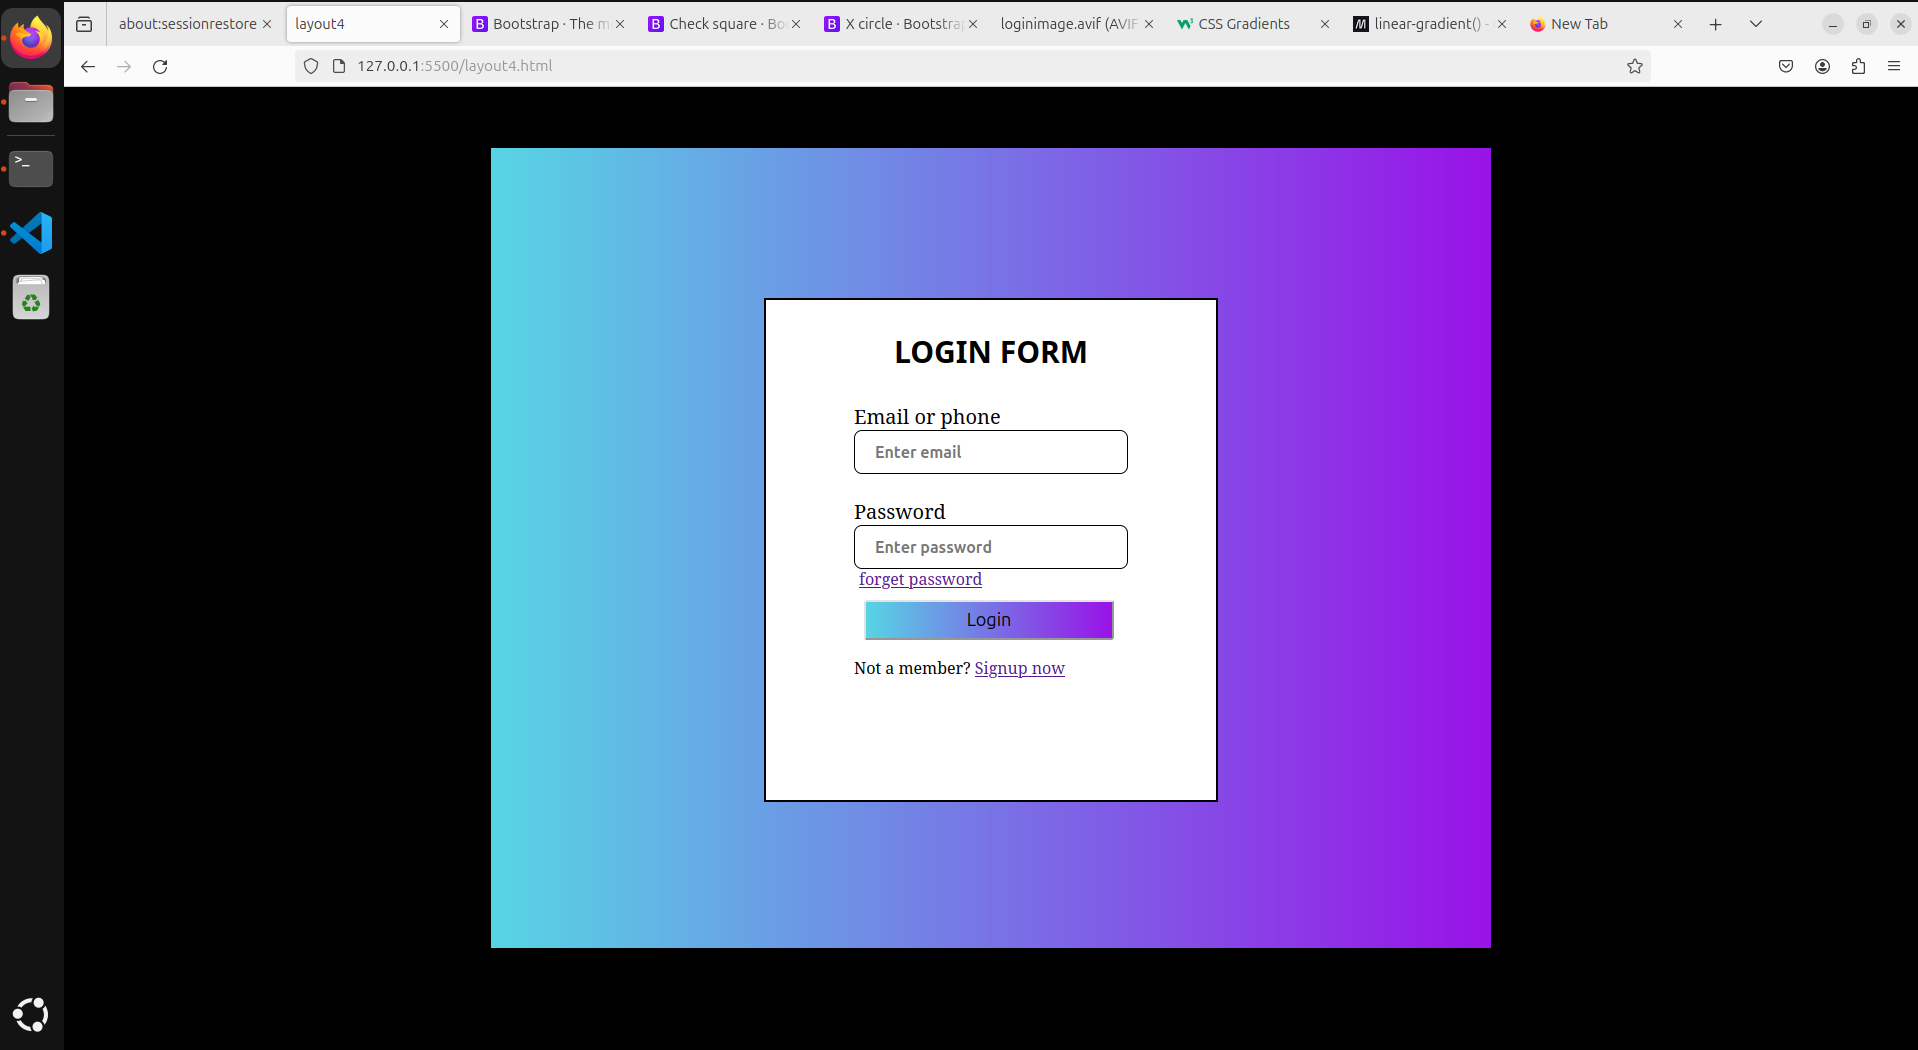 about:sessionrestore
layout4
Bootstrap · The m
Check square · Bo
X circle · Bootstrap
loginimage.avif (AVIF
CSS Gradients
linear-gradient() -
New Tab
127.0.0.1:5500/layout4.html
>_
LOGIN FORM
Email or phone
Enter email
Password
Enter password
forget password
Login
Not a member? Signup now